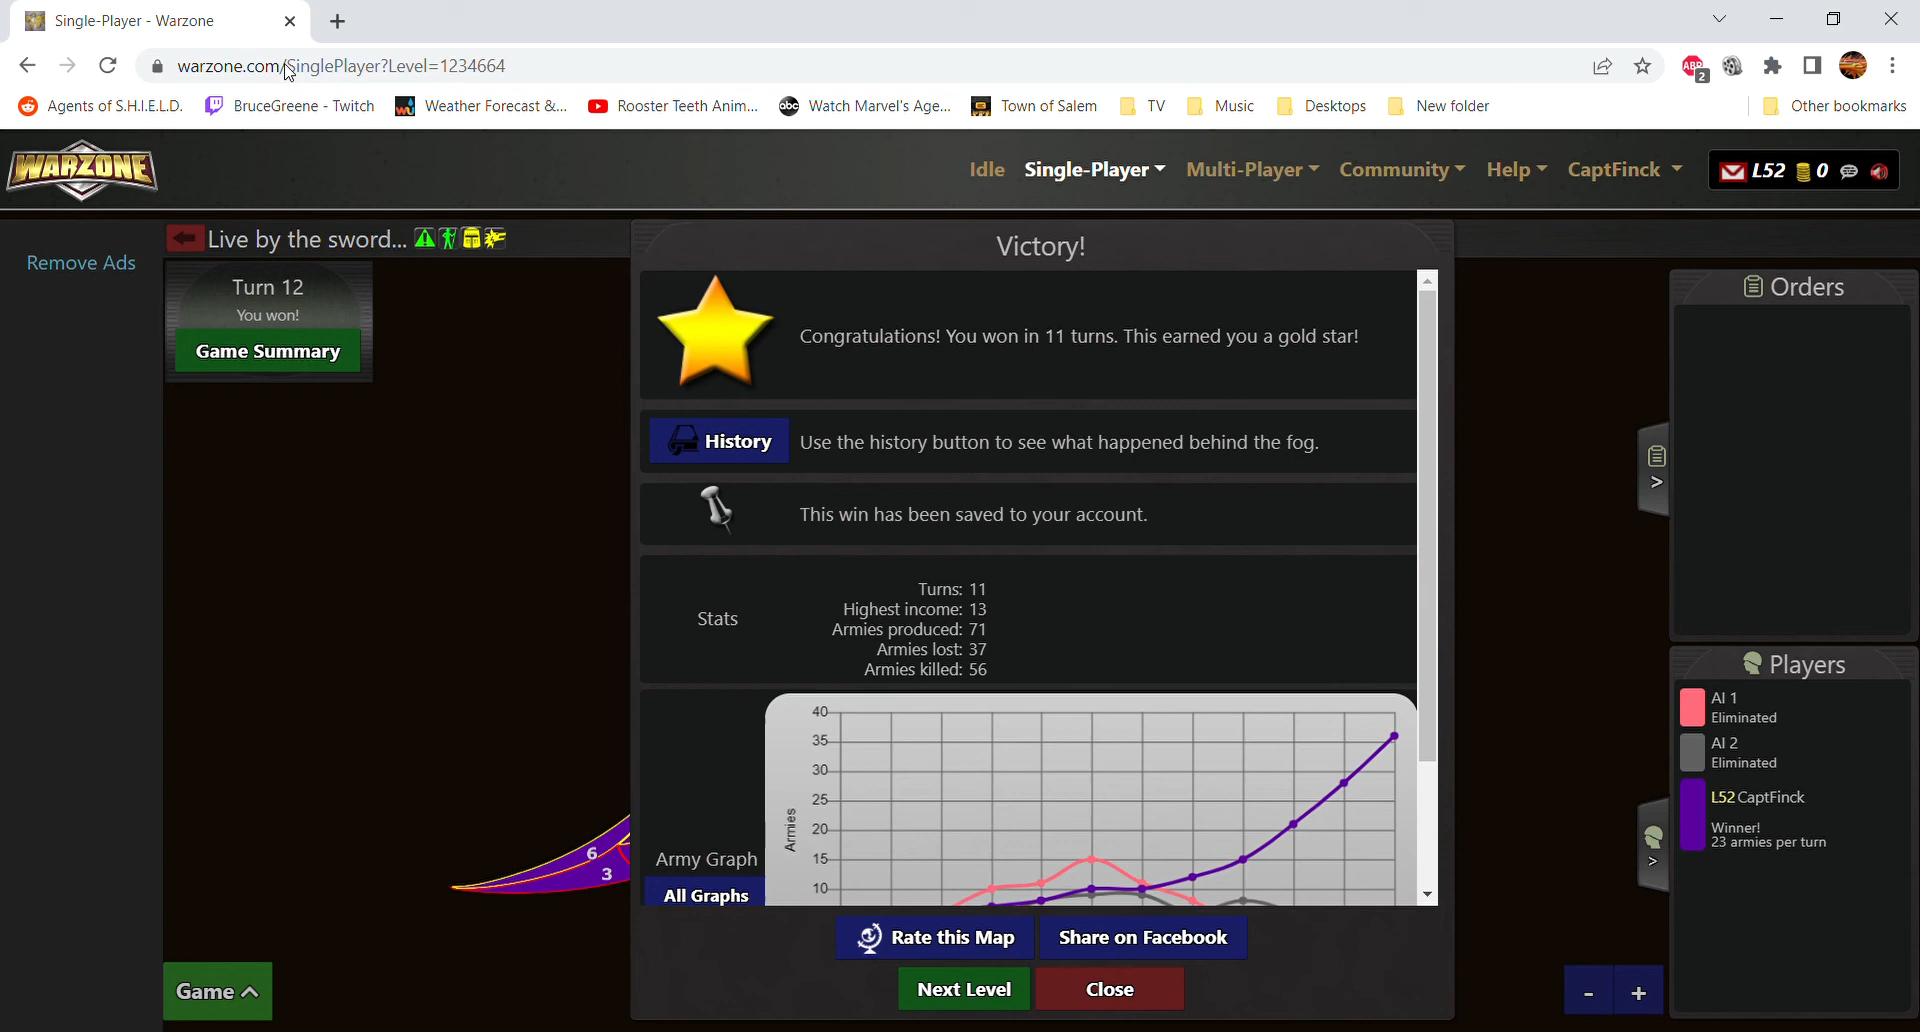 Single-Player - Warzone
warzone.com/SinglePlayer?Level=1234664
ABP 2
Agents of S.H.I.E.L.D. BruceGreene - Twitch Weather Forecast &... Rooster Teeth Anim... abc Watch Marvel's Age... Town of Salem TV Music Desktops New folder Other bookmarks
WARZONE Idle Single-Player Multi-Player Community Help CaptFinck L52 0
Live by the sword...
Remove Ads
Turn 12
You won!
Game Summary
Victory!
Congratulations! You won in 11 turns. This earned you a gold star!
History Use the history button to see what happened behind the fog.
This win has been saved to your account.
Stats
Turns: 11
Highest income: 13
Armies produced: 71
Armies lost: 37
Armies killed: 56
Army Graph
All Graphs
Armies
40
35
30
25
20
15
10
6
3
Rate this Map Share on Facebook
Next Level Close
Game
- +
Orders
>
Players
AI 1
Eliminated
AI 2
Eliminated
L52 CaptFinck
Winner!
23 armies per turn
>